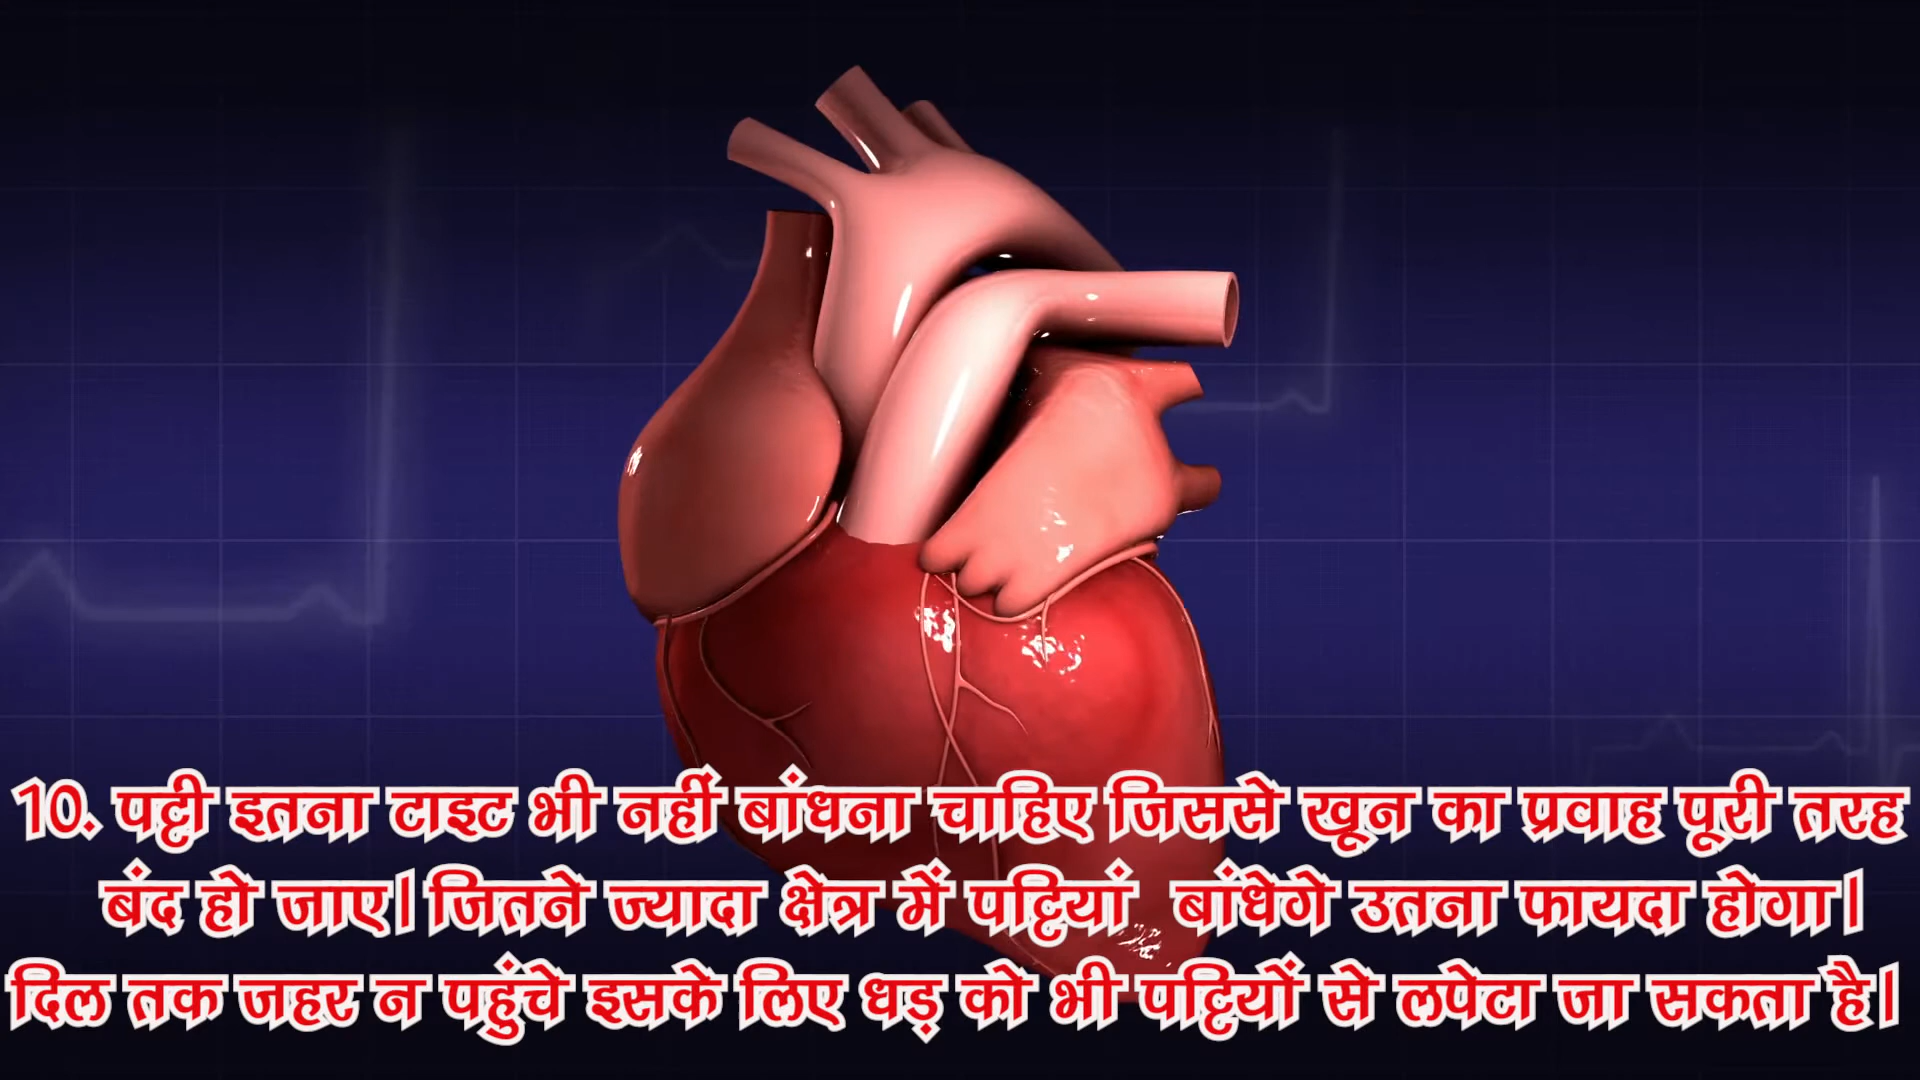 10. पट्टी इतना टाइट भी नहीं बांधना चाहिए जिससे खून का प्रवाह पूरी तरह
बंद हो जाए। जितने ज्यादा क्षेत्र में पट्टियां बांधेगे उतना फायदा होगा।
दिल तक जहर न पहुंचे इसके लिए धड़ को भी पट्टियों से लपेटा जा सकता है।